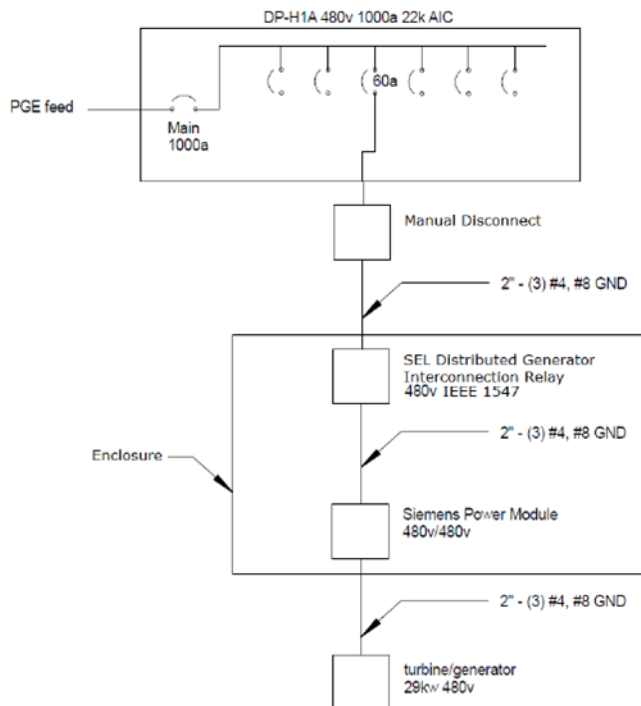 DP-H1A 480v 1000a 22k AIC
60a
PGE feed
Main
1000a
Manual Disconnect
2" - (3) #4, #8 GND
SEL Distributed Generator
Interconnection Relay
480v IEEE 1547
2" - (3) #4, #8 GND
Enclosure
Siemens Power Module
480v/480v
2" - (3) #4, #8 GND
turbine/generator
29kw 480v